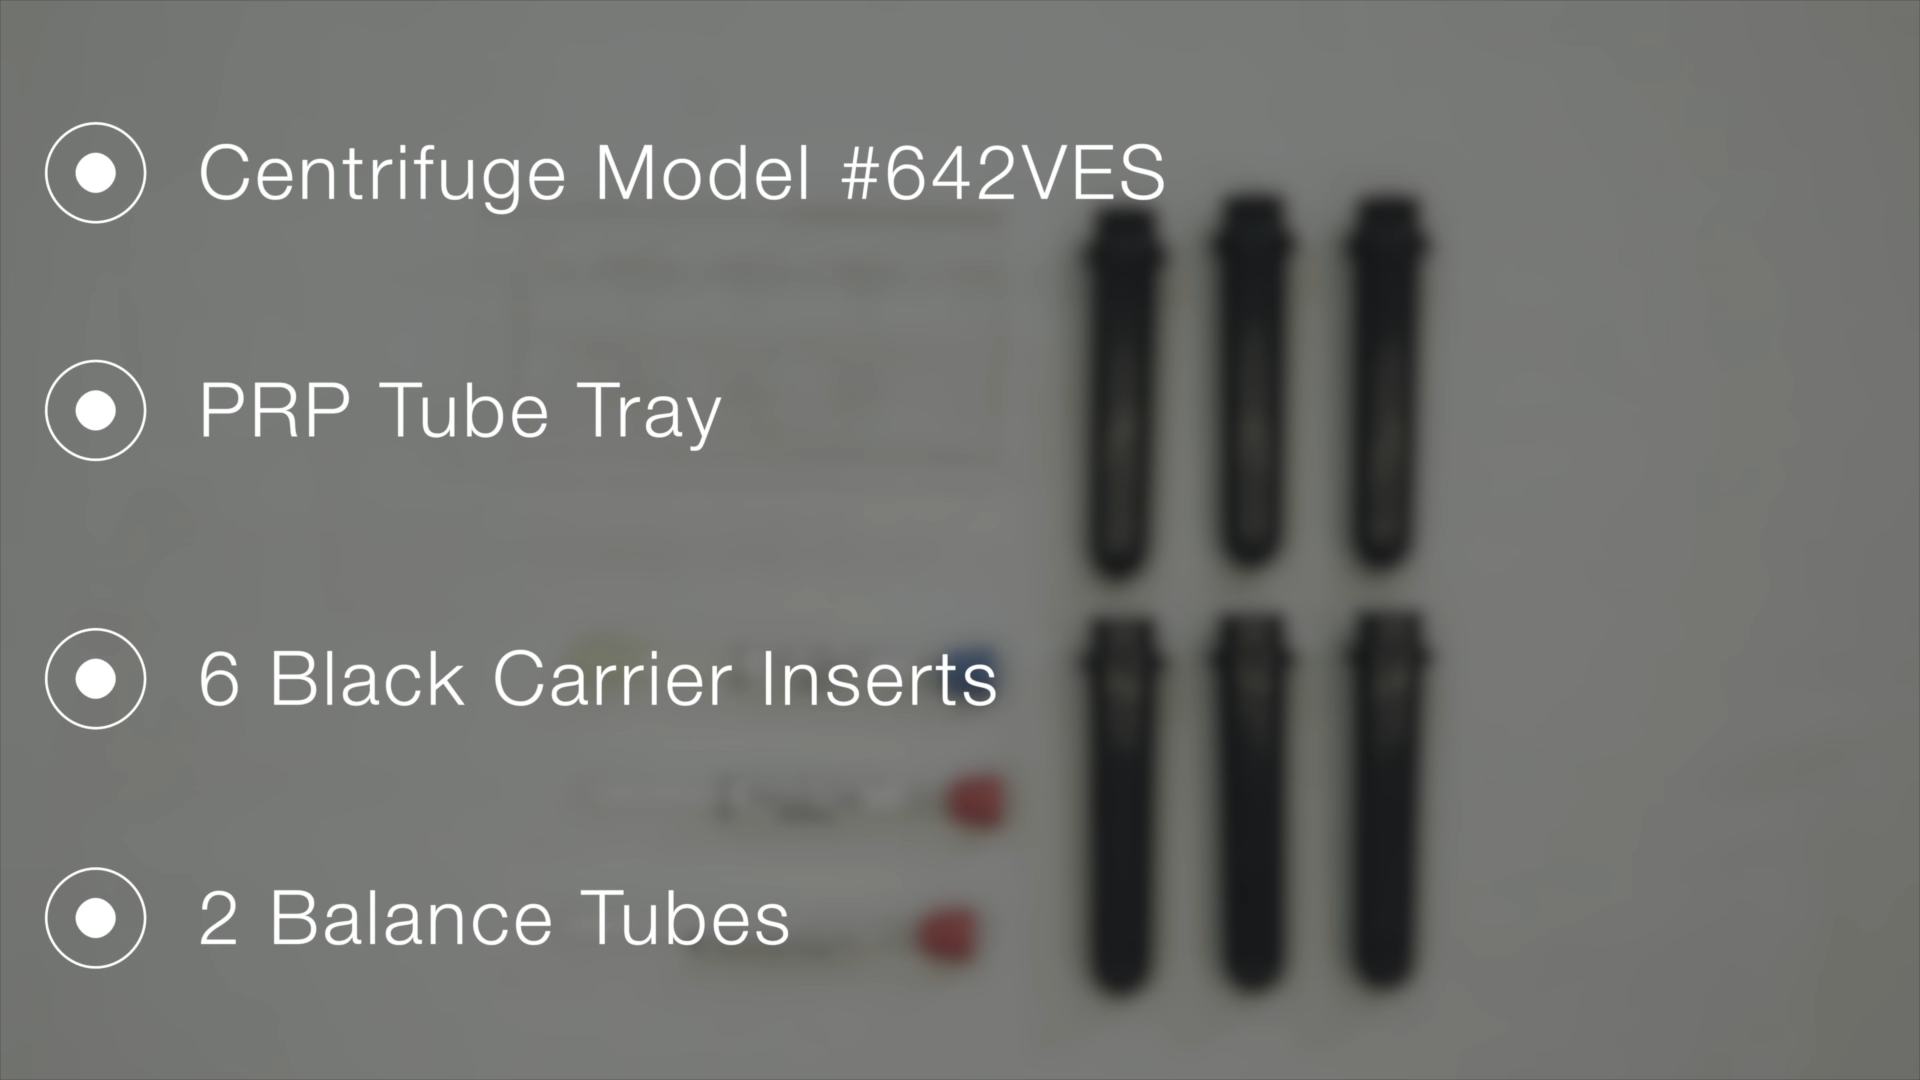 Centrifuge Model #642VES
PRP Tube Tray
6 Black Carrier Inserts
2 Balance Tubes